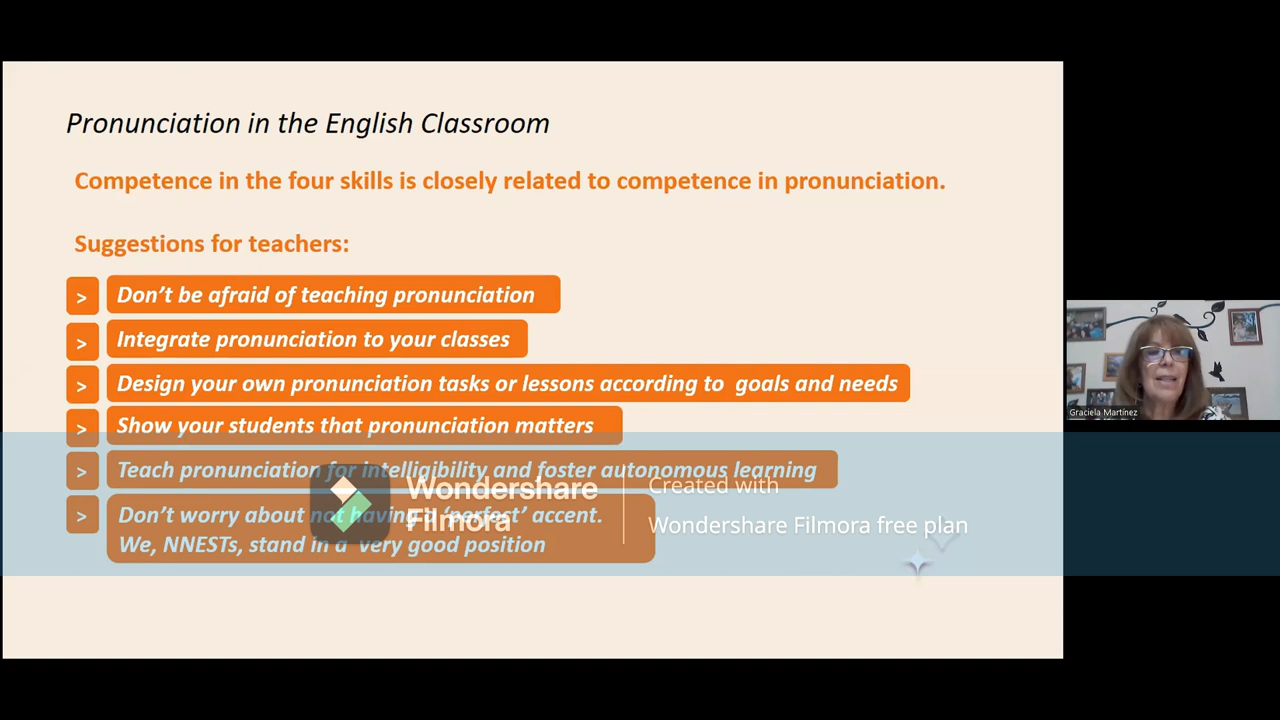 Pronunciation in the English Classroom
Competence in the four skills is closely related to competence in pronunciation.
Suggestions for teachers:
> Don't be afraid of teaching pronunciation
> Integrate pronunciation to your classes
> Design your own pronunciation tasks or lessons according to goals and needs
> Show your students that pronunciation matters
> Teach pronunciation for intelligibility and foster autonomous learning
> Don't worry about not having a 'perfect' accent.
We, NNESTs, stand in a very good position
Wondershare
Filmora
Created with
Wondershare Filmora free plan
Graciela Martínez